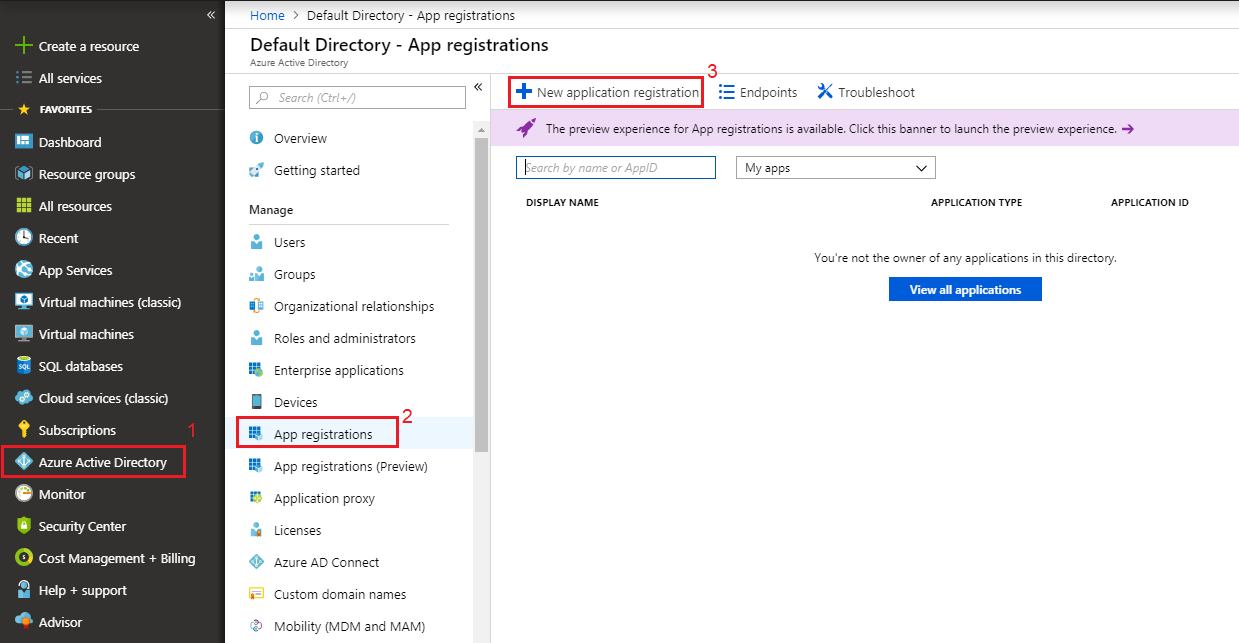 «
Create a resource
All services
FAVORITES
Dashboard
Resource groups
All resources
Recent
App Services
Virtual machines (classic)
Virtual machines
SQL databases
Cloud services (classic)
Subscriptions
1
Azure Active Directory
Monitor
Security Center
Cost Management + Billing
Help + support
Advisor
Home > Default Directory - App registrations
Default Directory - App registrations
Azure Active Directory
Search (Ctrl+/)
«
Overview
Getting started
Manage
Users
Groups
Organizational relationships
Roles and administrators
Enterprise applications
Devices
App registrations
2
App registrations (Preview)
Application proxy
Licenses
Azure AD Connect
Custom domain names
Mobility (MDM and MAM)
New application registration
3
Endpoints
Troubleshoot
The preview experience for App registrations is available. Click this banner to launch the preview experience. →
Search by name or AppID
My apps
DISPLAY NAME
APPLICATION TYPE
APPLICATION ID
You're not the owner of any applications in this directory.
View all applications